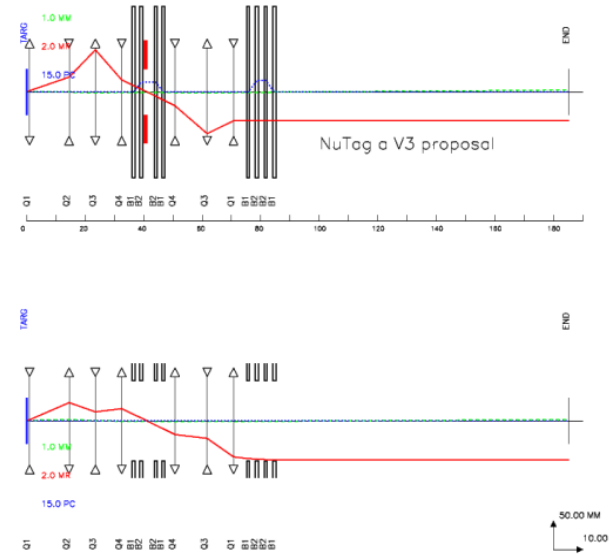 TARG
1.0 MM
2.0 MR
15.0 PC
END
NuTag a V3 proposal
Q1 Q2 Q3 Q4 B1 B2 B2 B1 Q4 Q3 Q1 B1 B2 B2 B1
0 20 40 60 80 100 120 140 160 180
TARG
END
1.0 MM
2.0 MR
15.0 PC
Q1 Q2 Q3 Q4 B1 B2 B2 B1 Q4 Q3 Q1 B1 B2 B2 B1
50.00 MM
10.00